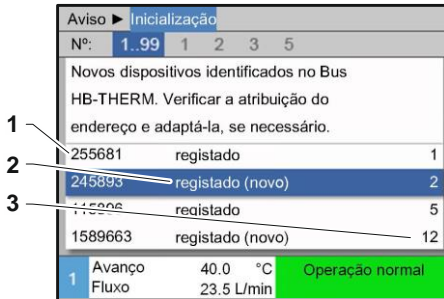 Aviso ► Inicialização
Nº: 1..99 1 2 3 5
Novos dispositivos identificados no Bus
HB-THERM. Verificar a atribuição do
endereço e adaptá-la, se necessário.
1
255681 registado 1
2
245893 registado (novo) 2
3
registado 5
1589663 registado (novo) 12
1 Avanço 40.0 °C Operação normal
Fluxo 23.5 L/min